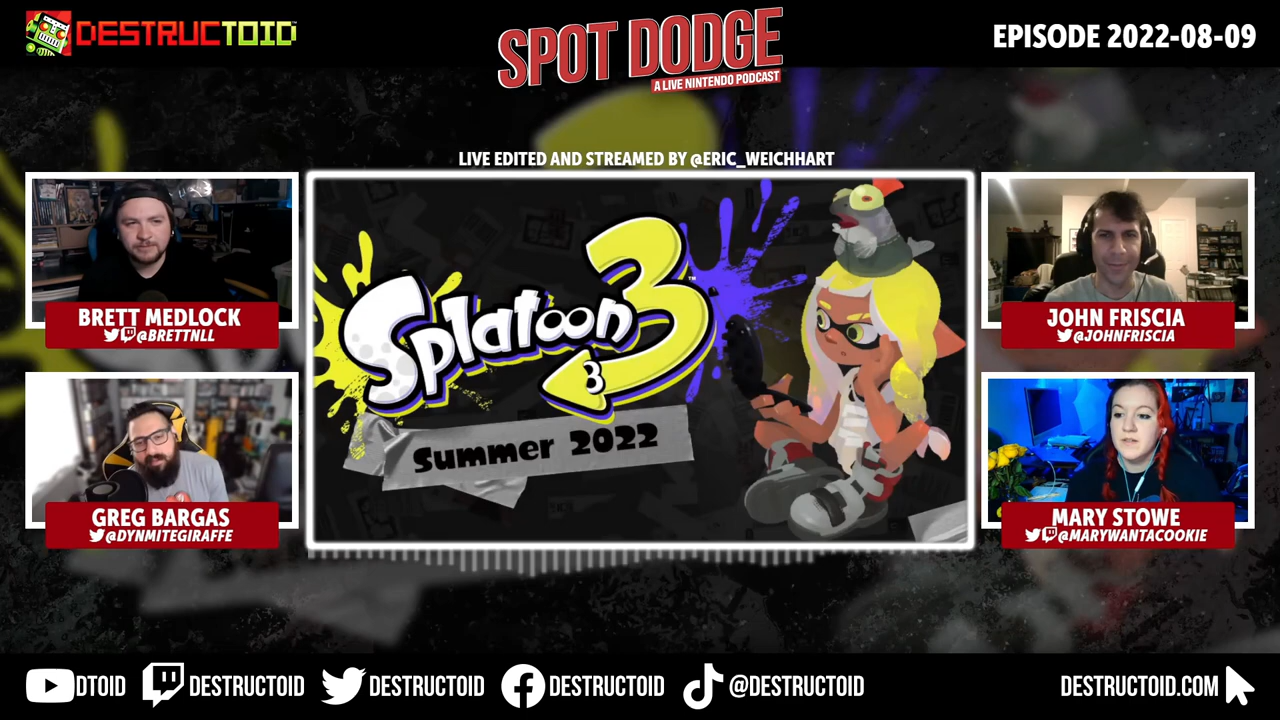 DESTRUCTOID
SPOT DODGE
A LIVE NINTENDO PODCAST
EPISODE 2022-08-09
LIVE EDITED AND STREAMED BY @ERIC_WEICHHART
BRETT MEDLOCK
@BRETTNLL
Splatoon 3™
3
Summer 2022
JOHN FRISCIA
@JOHNFRISCIA
GREG BARGAS
@DYNMITEGIRAFFE
MARY STOWE
@MARYWANTACOOKIE
DTOID
DESTRUCTOID
DESTRUCTOID
DESTRUCTOID
@DESTRUCTOID
DESTRUCTOID.COM